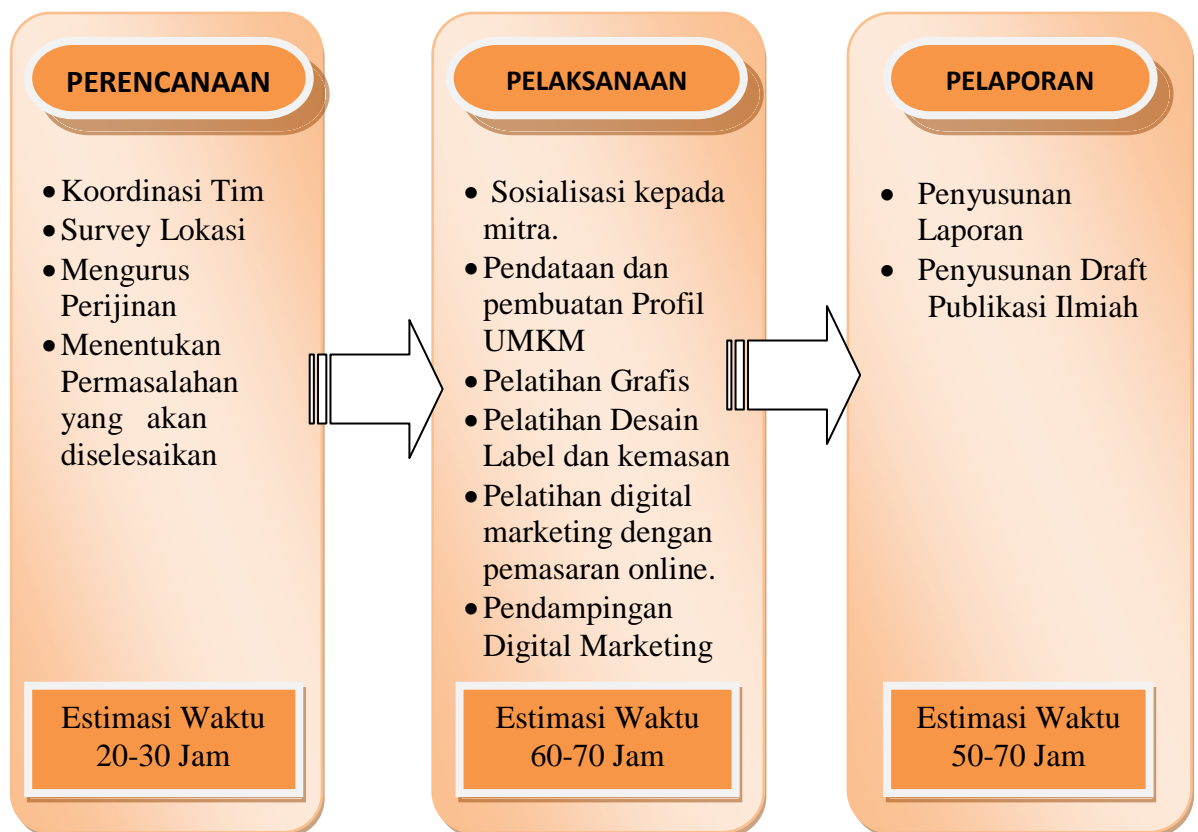 PERENCANAAN
• Koordinasi Tim
• Survey Lokasi
• Mengurus
Perijinan
• Menentukan
Permasalahan
yang akan
diselesaikan
Estimasi Waktu
20-30 Jam
PELAKSANAAN
• Sosialisasi kepada
mitra.
• Pendataan dan
pembuatan Profil
UMKM
• Pelatihan Grafis
• Pelatihan Desain
Label dan kemasan
• Pelatihan digital
marketing dengan
pemasaran online.
• Pendampingan
Digital Marketing
Estimasi Waktu
60-70 Jam
PELAPORAN
• Penyusunan
Laporan
• Penyusunan Draft
Publikasi Ilmiah
Estimasi Waktu
50-70 Jam